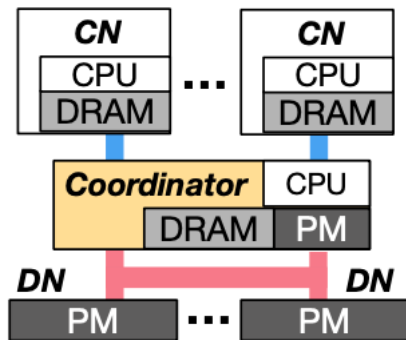 CN CN
CPU ... CPU
DRAM DRAM
Coordinator CPU
DRAM PM
DN DN
PM ... PM